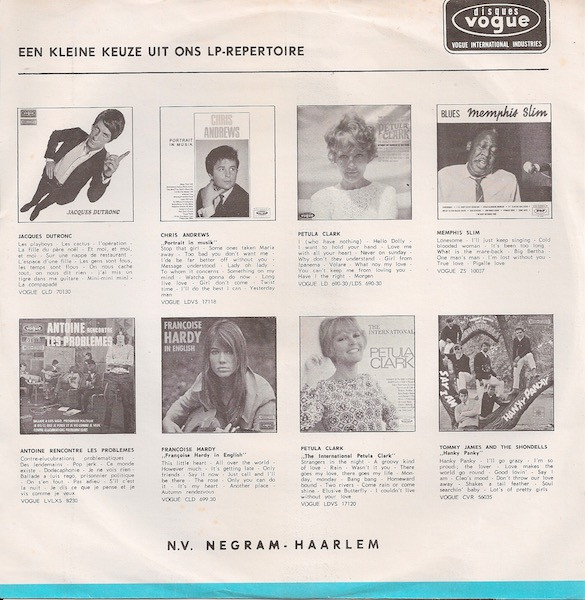 disques
vogue
VOGUE INTERNATIONAL INDUSTRIES
EEN KLEINE KEUZE UIT ONS LP-REPERTOIRE
JACQUES DUTRONC
CHRIS
ANDREWS
PORTRAIT
IN MUSIK
PETULA
CLARK
BLUES Memphis Slim
JACQUES DUTRONC
Les playboys - Les cactus - l'opération -
La fille du père noël - Et moi, et moi,
et moi - Sur une nappe de restaurant -
L'espace d'une fille - Les gens sont fous,
les temps sont flous - On nous cache
tout, on nous dit rien - J'ai mis un
tigre dans ma guitare - Mini-mini mini -
La compapadé
VOGUE CLD 70130
CHRIS ANDREWS
„Portrait in musik"
Stop that girl - Some ones taken Maria
away - Too bad you don't want me -
I'de be far better off without you -
Massage understood - Lady oh lady -
To whom it concerns - Something on my
mind - Watcha gonna do now - Long
live love - Girl don't come - Twist
time - I'll do the best I can - Yesterday
man
VOGUE LDVS 17118
PETULA CLARK
I (who have nothing) - Hello Dolly -
I want to hold your hand - Love me
with all your heart - Never on sunday -
Why don't they understand - Girl from
Ipanema - Volare - What now my love -
You can't keep me from loving you -
Have I the right - Morgen
VOGUE LD 690-30/LDS 690-30
MEMPHIS SLIM
Lonesome - I'll just keep singing - Cold
blooded woman - It's been too long -
What is the mare-back - Big Bertha -
One man's man - I'm lost without you -
True love - Pigalle love
VOGUE ZS 10037
ANTOINE RENCONTRE
LES PROBLEMES
FRANÇOISE
HARDY
IN ENGLISH
THE
INTERNATIONAL
PETULA
CLARK
SAY I AM
HANKY PANKY
ANTOINE RENCONTRE LES PROBLEMES
Contre-elucubrations problematiques -
Des lendemains - Pop jerk - Ce monde
existe - Dodecaphonie - Je ne vais rien -
Ballade a luog., prisonnier politique
- On s'en fout - Pas adieu - S'il c'est
la nuit - Je dis ce que je pense et je
vis comme je veux
VOGUE LVLXS 8230
FRANCOISE HARDY
„Françoise Hardy in English"
This little heart - All over the world -
However much - It's getting late - Only
friends - Say it now - Just call and I'll
be there - The rose - Only you can do
it - It's my heart - Another place -
Autumn rendezvous
VOGUE CLD 699.30
PETULA CLARK
„The International Petula Clark"
Strangers in the night - A groovy kind
of love - Rain - Wasn't it you - There
goes my love, there goes my life - Mon-
day, monday - Bang bang - Homeward
bound - Two rivers - Come rain or come
shine - Elusive Butterfly - I couldn't live
without your love
VOGUE LDVS 17120
TOMMY JAMES AND THE SHONDELLS
„Hanky Panky"
Hanky Panky - I'll go crazy - I'm so
proud - the lover - Love makes the
world go round - Good lovin' - Say I
am - Cleo's mood - Don't throw our love
away - Shakes a tail feather - Soul
searchin' baby - Lot's of pretty girls
VOGUE CVR 56035
N.V. NEGRAM-HAARLEM